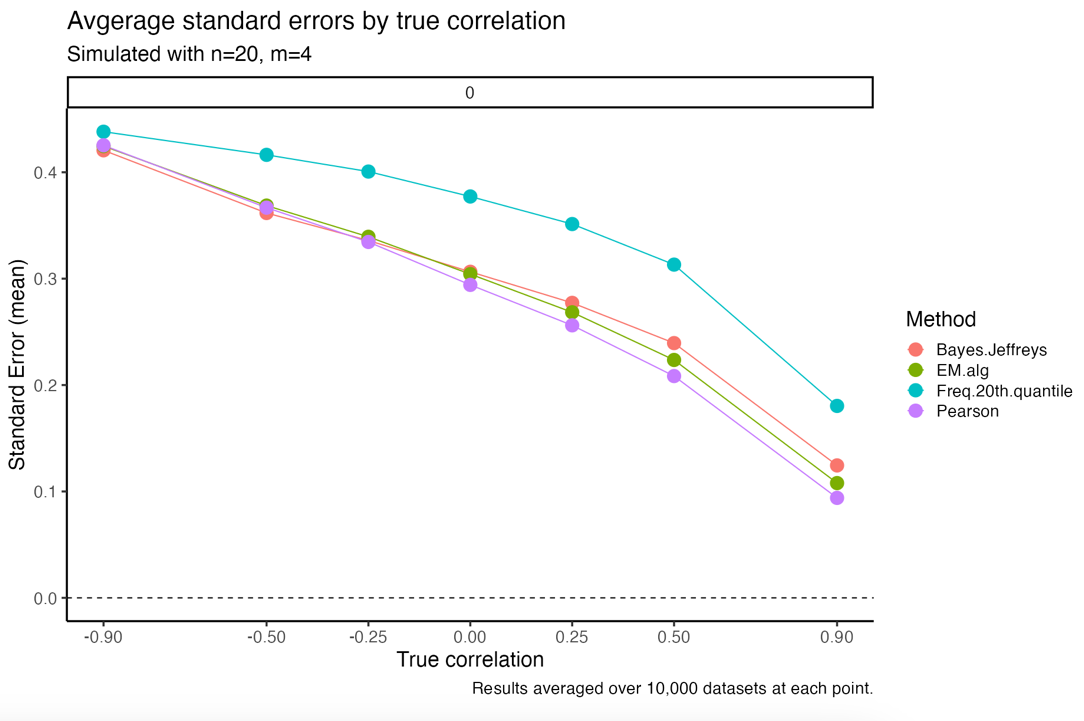 Avgerage standard errors by true correlation
Simulated with n=20, m=4
0
Standard Error (mean)
0.4
0.3
0.2
0.1
0.0
-0.90 -0.50 -0.25 0.00 0.25 0.50 0.90
True correlation
Results averaged over 10,000 datasets at each point.
Method
Bayes.Jeffreys
EM.alg
Freq.20th.quantile
Pearson